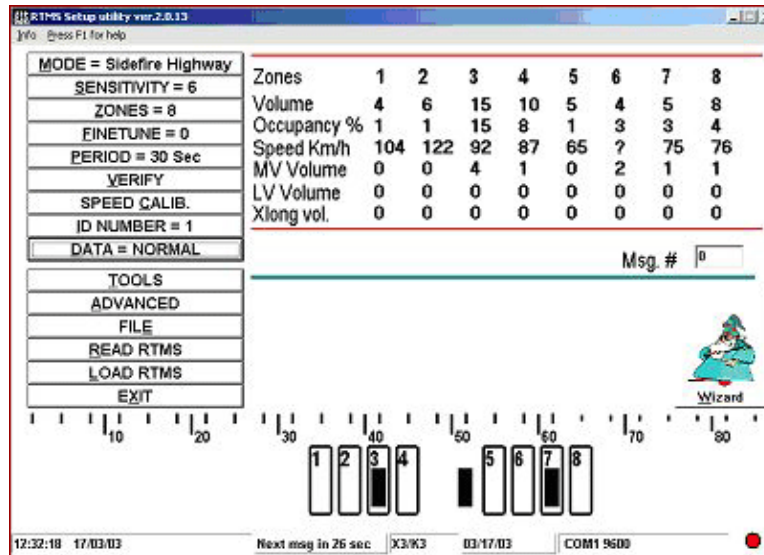 RTMS Setup utility ver.2.0.13
Info Press F1 for help
MODE = Sidefire Highway
SENSITIVITY = 6
ZONES = 8
FINETUNE = 0
PERIOD = 30 Sec
VERIFY
SPEED CALIB.
ID NUMBER = 1
DATA = NORMAL
TOOLS
ADVANCED
FILE
READ RTMS
LOAD RTMS
EXIT
Zones 1 2 3 4 5 6 7 8
Volume 4 6 15 10 5 4 5 8
Occupancy % 1 1 15 8 1 3 3 4
Speed Km/h 104 122 92 87 65 ? 75 76
MV Volume 0 0 4 1 0 2 1 1
LV Volume 0 0 0 0 0 0 0 0
Xlong vol. 0 0 0 0 0 0 0 0
Msg. # 0
Wizard
10 20 30 40 50 60 70 80
1 2 3 4 5 6 7 8
12:32:18 17/03/03 Next msg in 26 sec X3/K3 03/17/03 COM1 9600